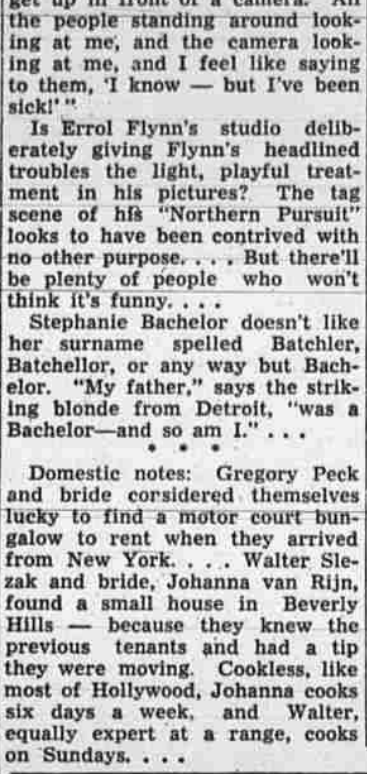 get up in front of a camera. All
the people standing around look-
ing at me, and the camera look-
ing at me, and I feel like saying
to them, 'I know — but I've been
sick!' "
Is Errol Flynn's studio delib-
erately giving Flynn's headlined
troubles the light, playful treat-
ment in his pictures? The tag
scene of his "Northern Pursuit"
looks to have been contrived with
no other purpose. . . . But there'll
be plenty of people who won't
think it's funny. . . .
Stephanie Bachelor doesn't like
her surname spelled Batchler,
Batchellor, or any way but Bach-
elor. "My father," says the strik-
ing blonde from Detroit, "was a
Bachelor—and so am I." . . .
* * *
Domestic notes: Gregory Peck
and bride corsidered themselves
lucky to find a motor court bun-
galow to rent when they arrived
from New York. . . . Walter Sle-
zak and bride, Johanna van Rijn,
found a small house in Beverly
Hills — because they knew the
previous tenants and had a tip
they were moving. Cookless, like
most of Hollywood, Johanna cooks
six days a week, and Walter,
equally expert at a range, cooks
on Sundays. . . .